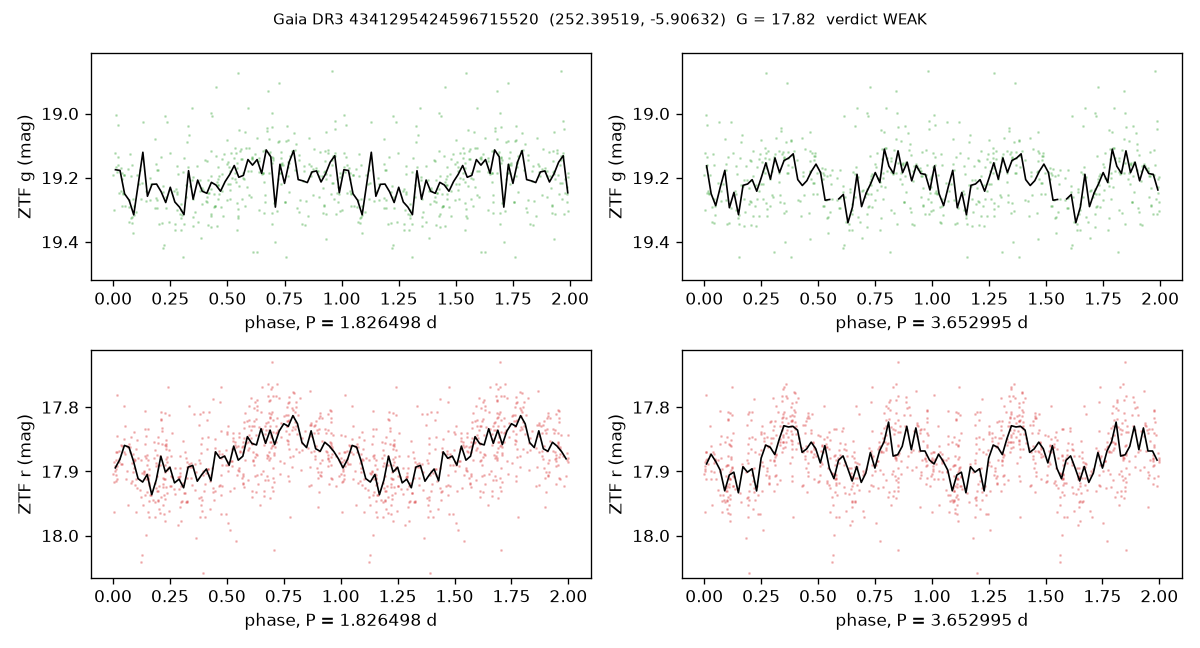 Gaia DR3 4341295424596715520 (252.39519, -5.90632) G = 17.82 verdict WEAK
ZTF g (mag)
19.0
19.2
19.4
0.00 0.25 0.50 0.75 1.00 1.25 1.50 1.75 2.00
phase, P = 1.826498 d
ZTF g (mag)
19.0
19.2
19.4
0.00 0.25 0.50 0.75 1.00 1.25 1.50 1.75 2.00
phase, P = 3.652995 d
ZTF r (mag)
17.8
17.9
18.0
0.00 0.25 0.50 0.75 1.00 1.25 1.50 1.75 2.00
phase, P = 1.826498 d
ZTF r (mag)
17.8
17.9
18.0
0.00 0.25 0.50 0.75 1.00 1.25 1.50 1.75 2.00
phase, P = 3.652995 d